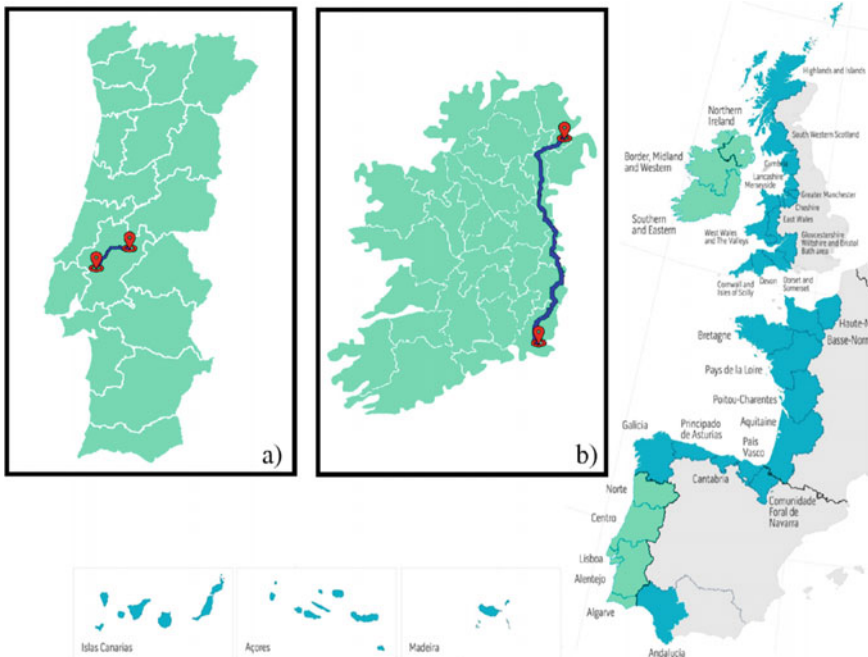 a)
b)
Highlands and Islands
Northern
Ireland
South Western Scotland
Border, Midland
and Western
Cumbria
Lancashire
Merseyside
Greater Manchester
Cheshire
East Wales
Southern
and Eastern
West Wales
and The Valleys
Gloucestershire
Wiltshire and Bristol
Bath area
Cornwall and
Isles of Scilly
Devon
Dorset and
Somerset
Haute-N
Basse-Norm
Bretagne
Pays de la Loire
Poitou-Charentes
Aquitaine
Galicia
Principado
de Asturias
País
Vasco
Cantabria
Comunidade
Foral de
Navarra
Norte
Centro
Lisboa
Alentejo
Algarve
Andalucía
Islas Canarias
Açores
Madeira